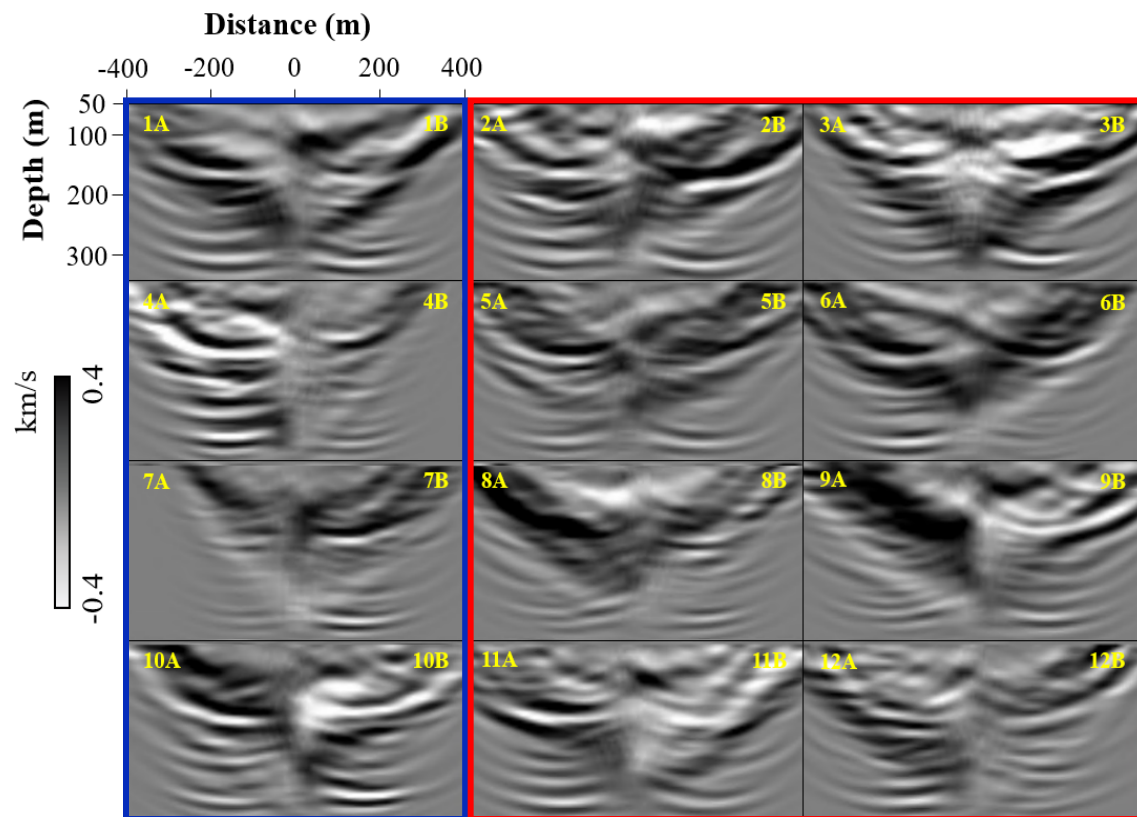 Distance (m)
-400 -200 0 200 400
Depth (m)
50
100
200
300
1A 1B 2A 2B 3A 3B
4A 4B 5A 5B 6A 6B
km/s
0.4
-0.4
7A 7B 8A 8B 9A 9B
10A 10B 11A 11B 12A 12B